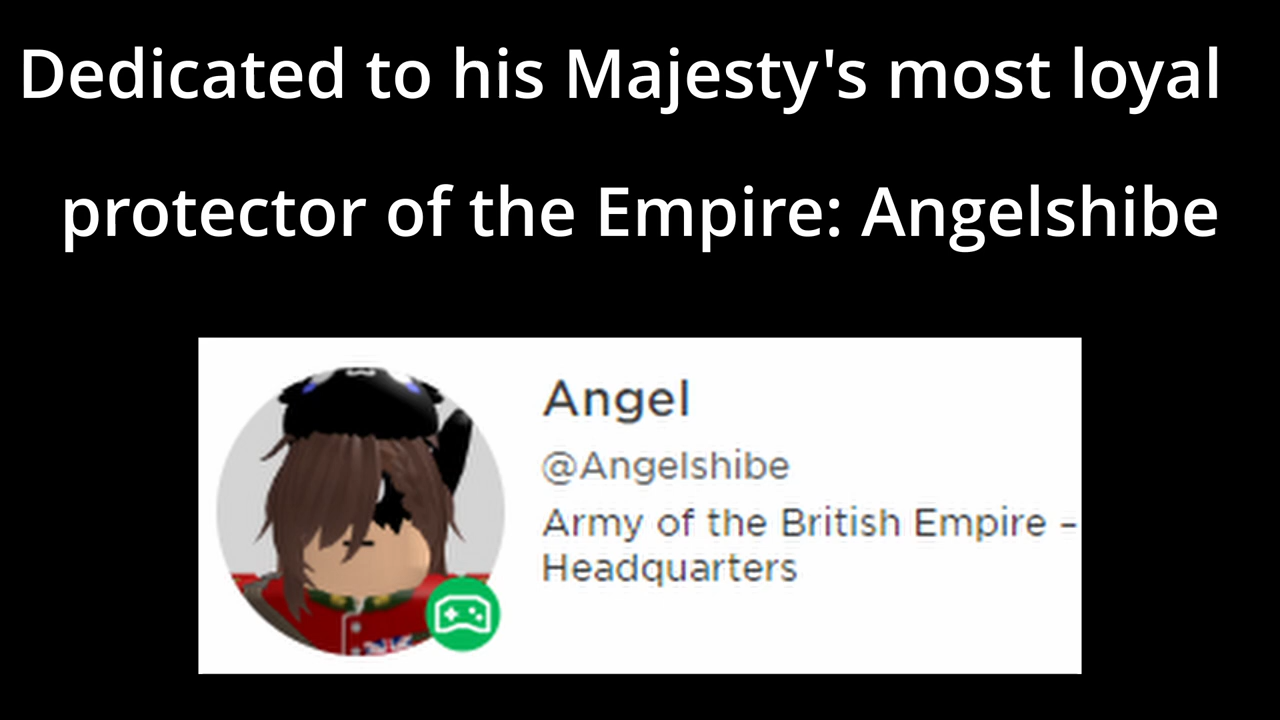 Dedicated to his Majesty's most loyal
protector of the Empire: Angelshibe
Angel
@Angelshibe
Army of the British Empire –
Headquarters